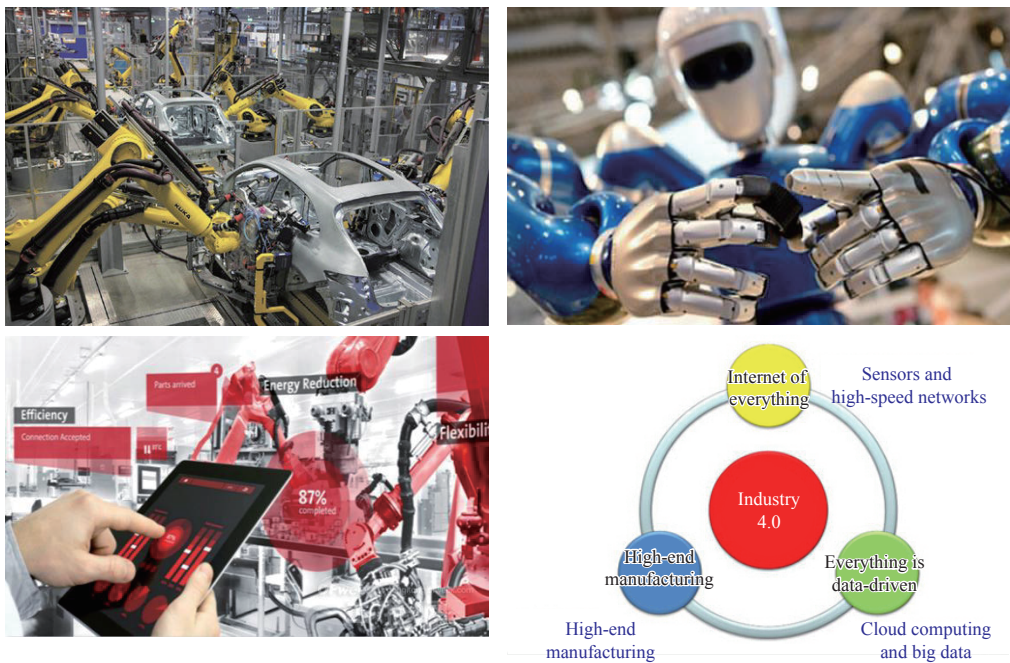 KUKA
Parts arrived
4
Energy Reduction
Efficiency
Connection Accepted
Flexibili
87%
completed
Internet of
everything
Sensors and
high-speed networks
Industry
4.0
High-end
manufacturing
Everything is
data-driven
High-end
manufacturing
Cloud computing
and big data